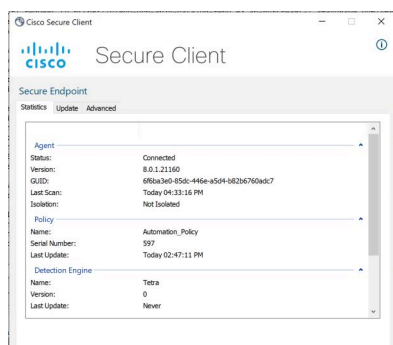 Cisco Secure Client
CISCO Secure Client
Secure Endpoint
Statistics Update Advanced
Agent
Status: Connected
Version: 8.0.1.21160
GUID: 6f6ba3e0-85dc-446e-a5d4-b82b6760adc7
Last Scan: Today 04:33:16 PM
Isolation: Not Isolated
Policy
Name: Automation_Policy
Serial Number: 597
Last Update: Today 02:47:11 PM
Detection Engine
Name: Tetra
Version: 0
Last Update: Never